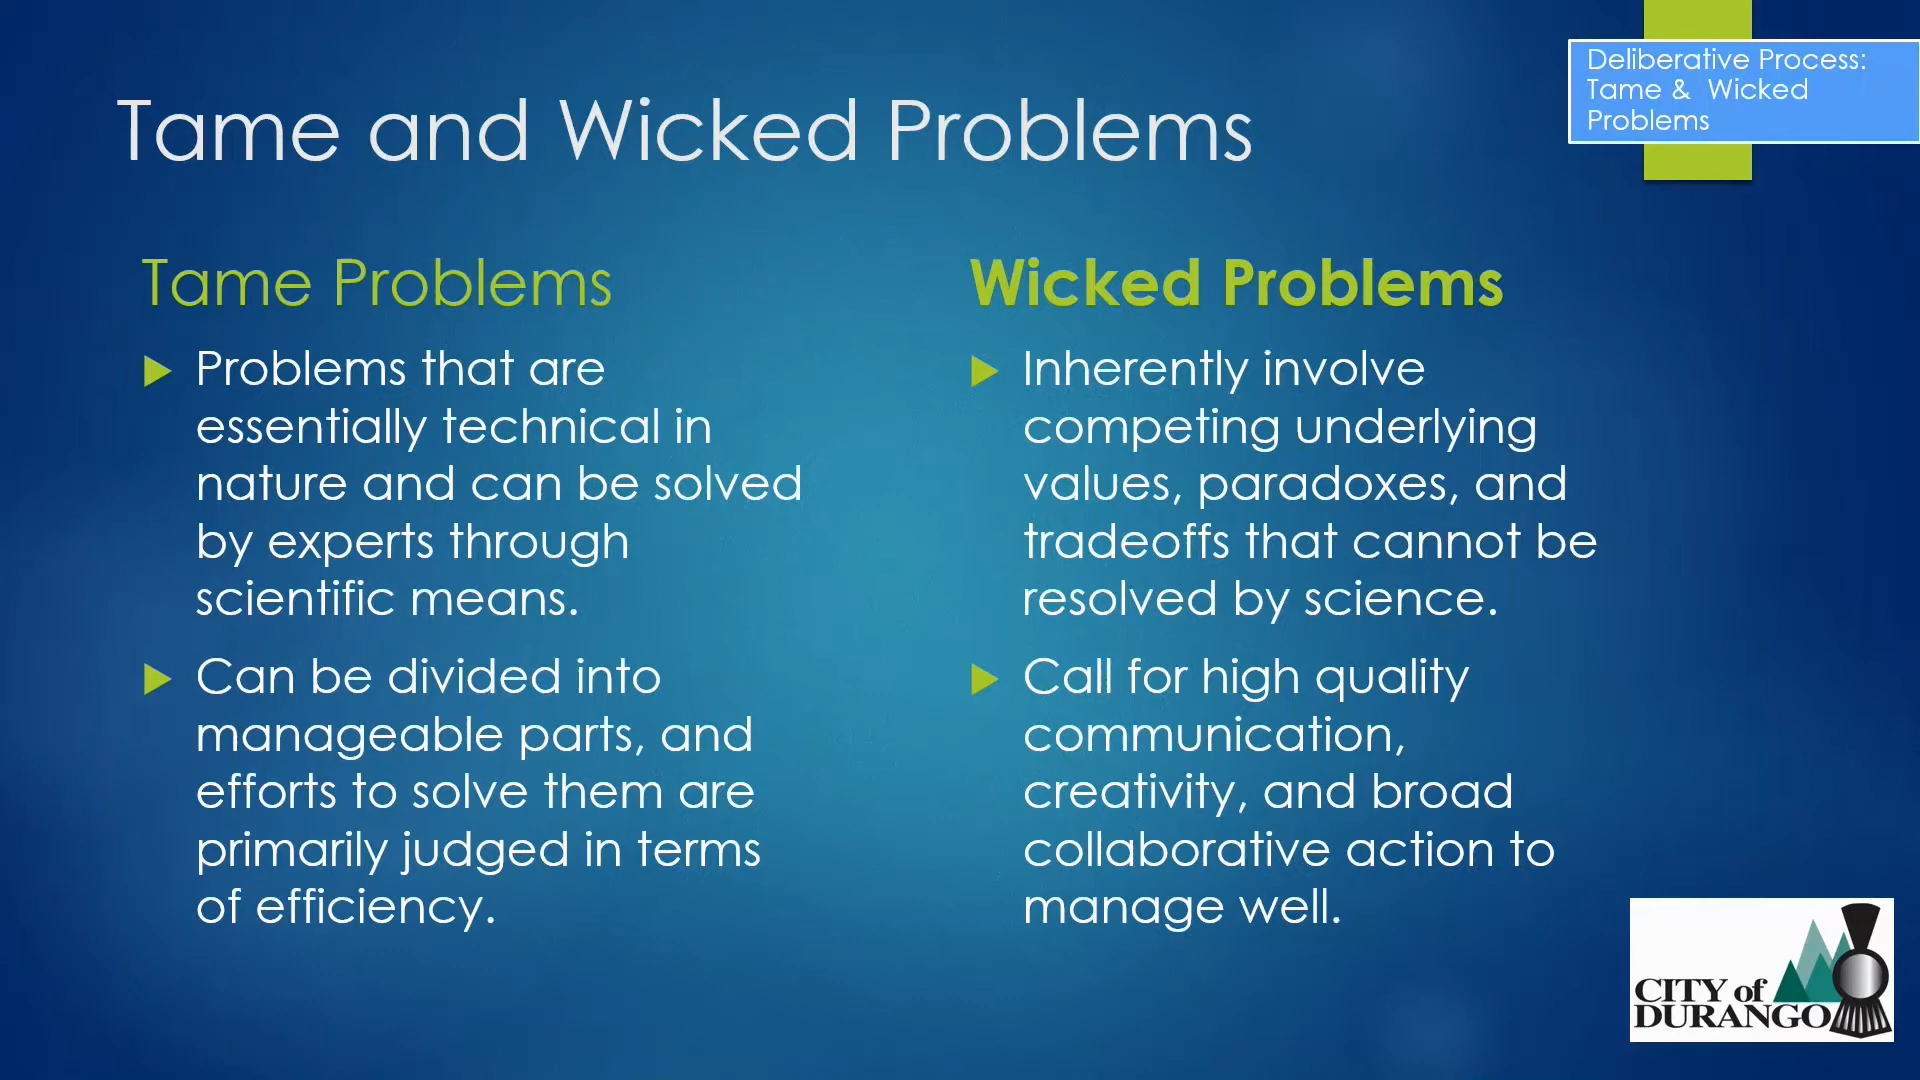 Deliberative Process:
Tame & Wicked
Problems
Tame and Wicked Problems
Tame Problems
Problems that are
essentially technical in
nature and can be solved
by experts through
scientific means.
Can be divided into
manageable parts, and
efforts to solve them are
primarily judged in terms
of efficiency.
Wicked Problems
Inherently involve
competing underlying
values, paradoxes, and
tradeoffs that cannot be
resolved by science.
Call for high quality
communication,
creativity, and broad
collaborative action to
manage well.
CITY of
DURANGO